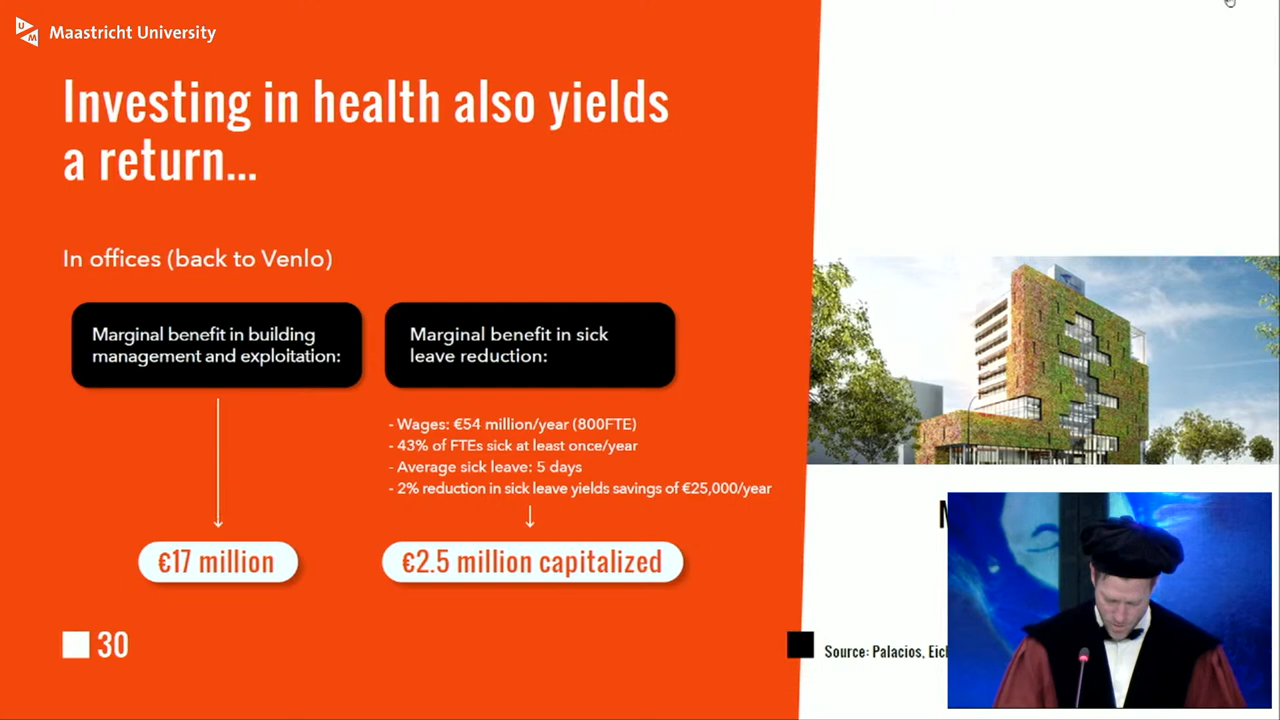 Maastricht University
Investing in health also yields
a return...
In offices (back to Venlo)
Marginal benefit in building
management and exploitation:
Marginal benefit in sick
leave reduction:
- Wages: €54 million/year (800FTE)
- 43% of FTEs sick at least once/year
- Average sick leave: 5 days
- 2% reduction in sick leave yields savings of €25,000/year
€17 million
€2.5 million capitalized
30
Source: Palacios,